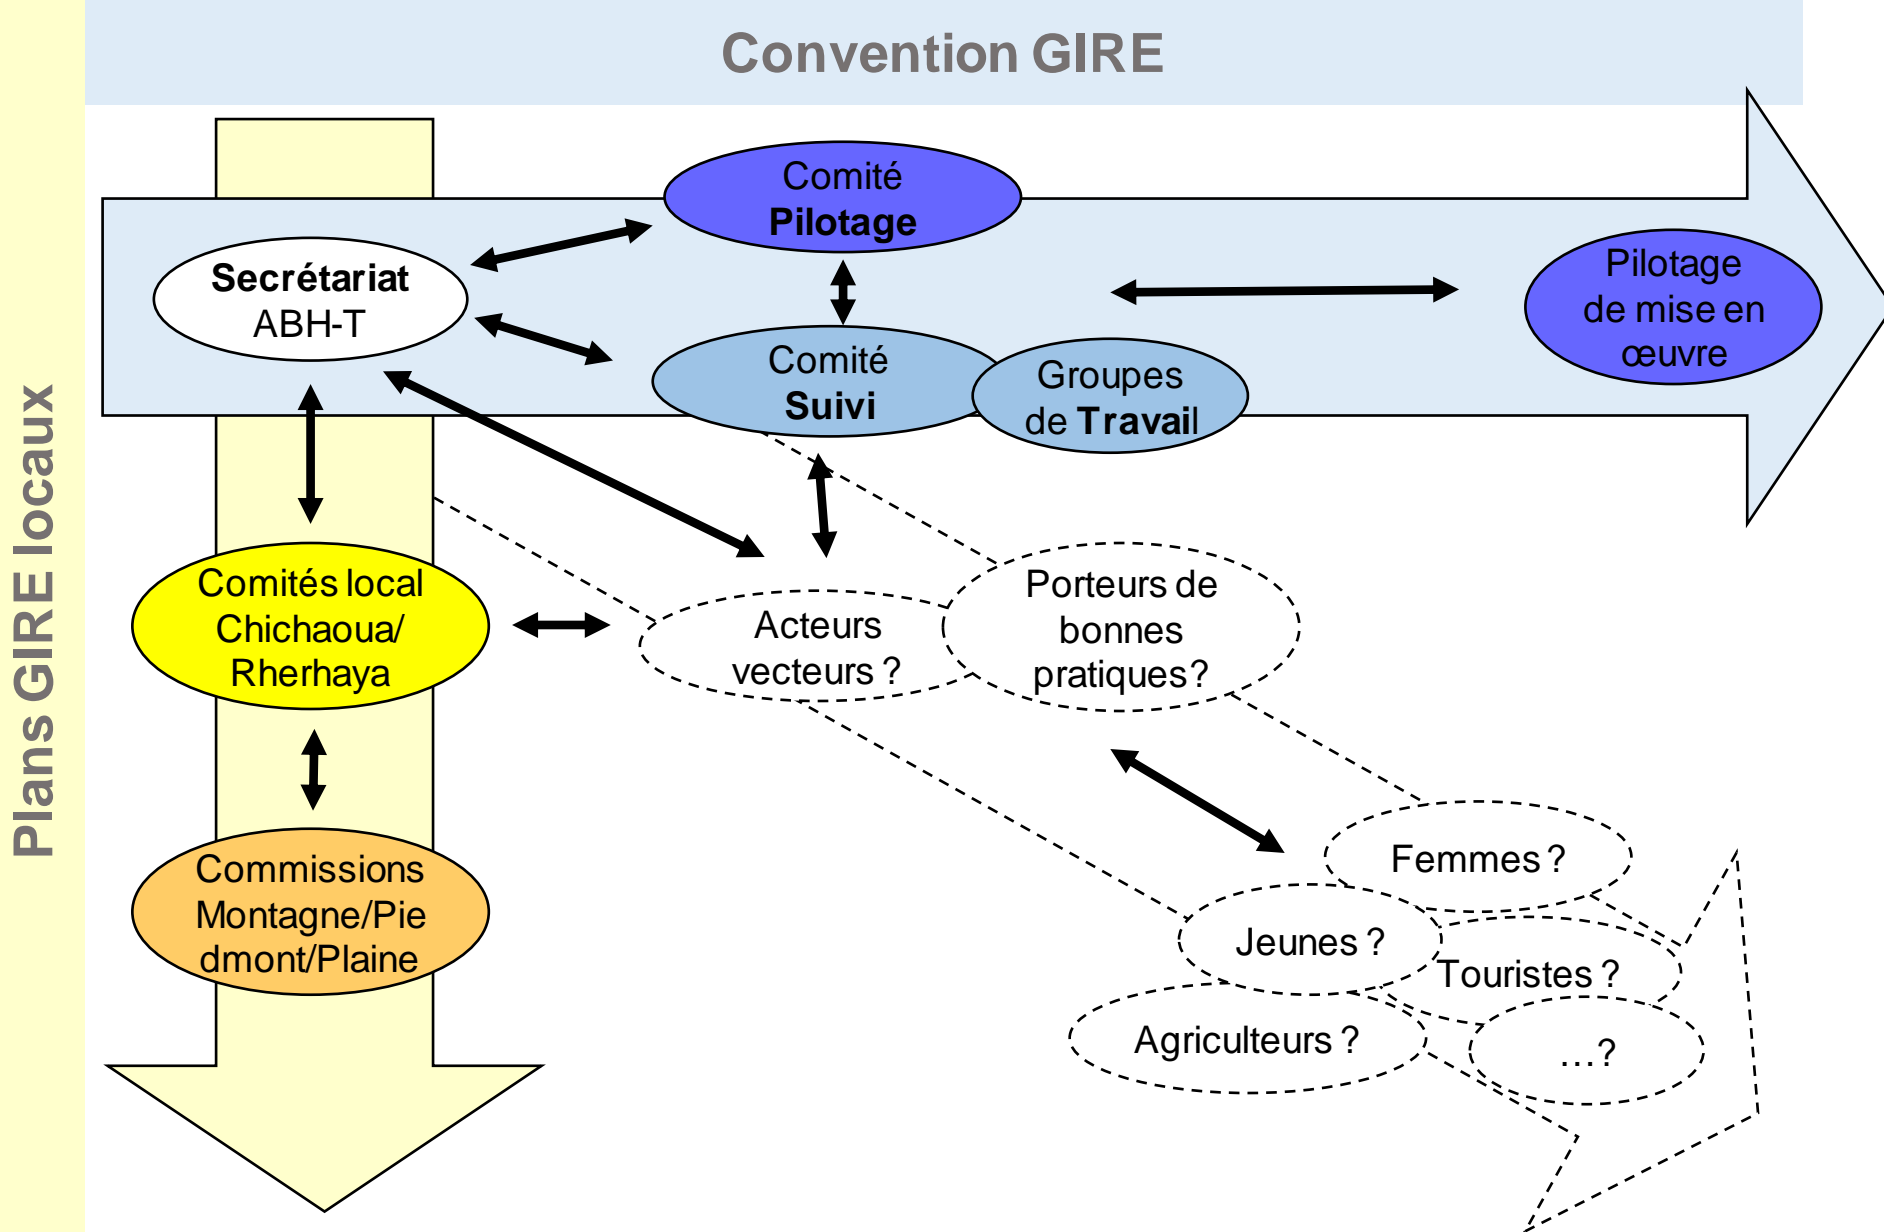 Convention GIRE
Plans GIRE locaux
Comité
Pilotage
Secrétariat
ABH-T
Pilotage
de mise en
œuvre
Comité
Suivi
Groupes
de Travail
Comités local
Chichaoua/
Rherhaya
Acteurs
vecteurs ?
Porteurs de
bonnes
pratiques?
Commissions
Montagne/Pie
dmont/Plaine
Femmes ?
Jeunes ?
Touristes ?
Agriculteurs ?
…?